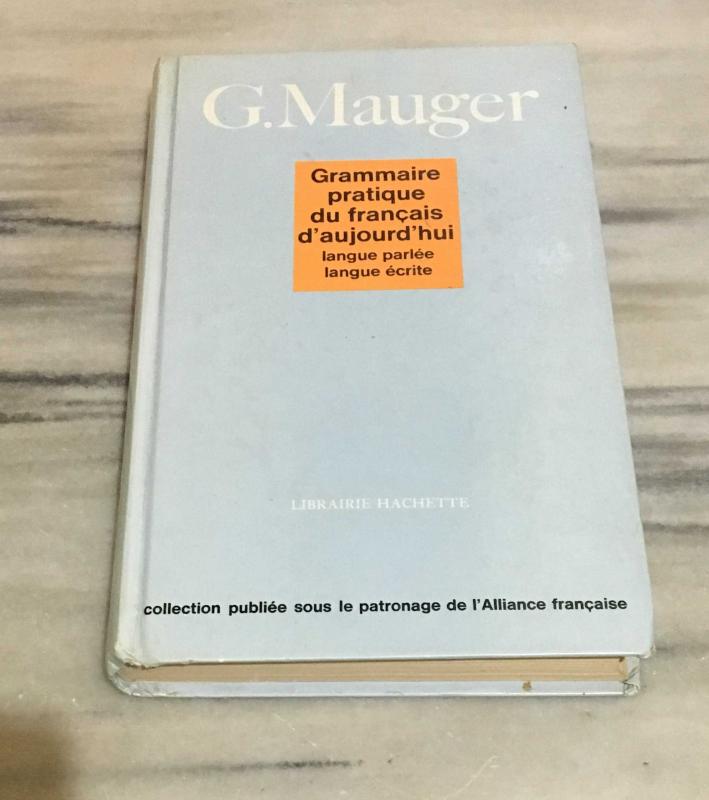 G. Mauger
Grammaire
pratique
du français
d'aujourd'hui
langue parlée
langue écrite
LIBRAIRIE HACHETTE
collection publiée sous le patronage de l'Alliance française